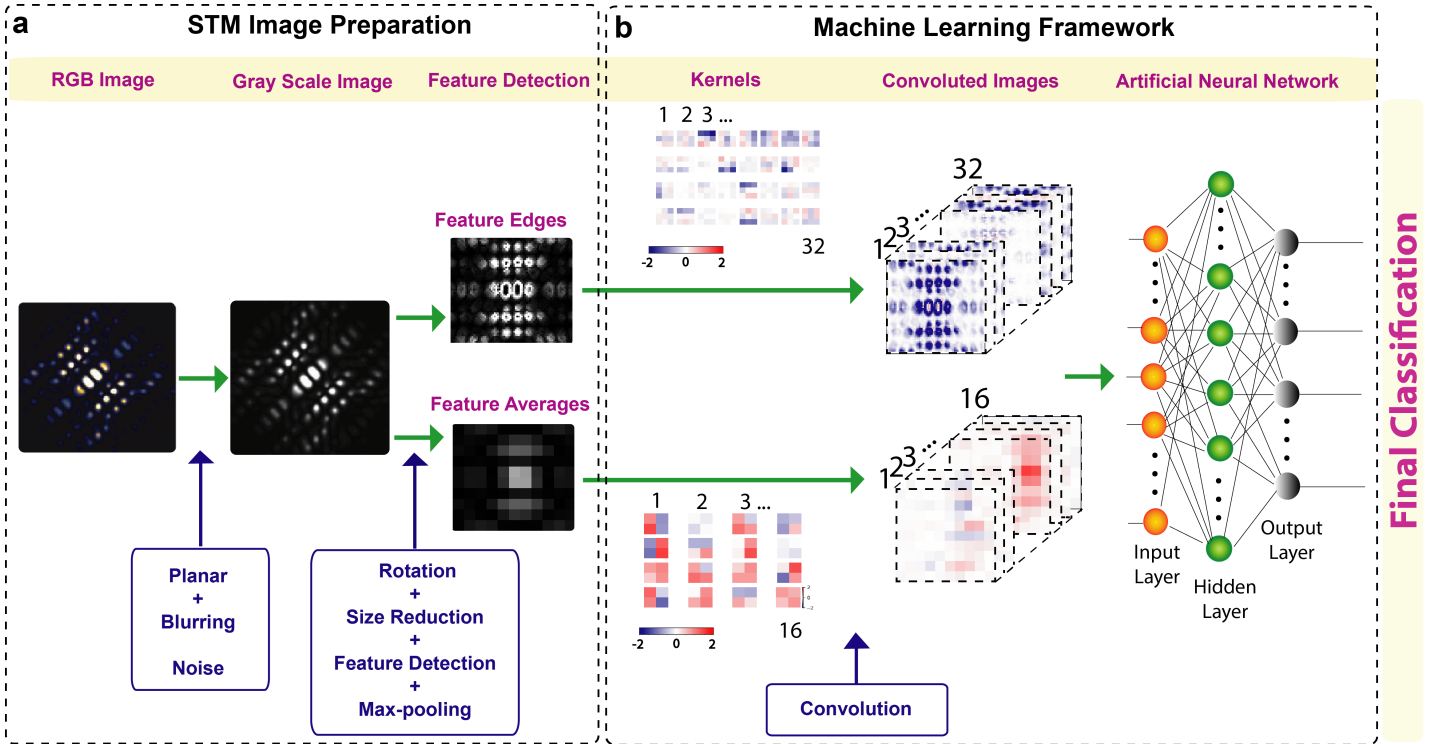 a
STM Image Preparation
b
Machine Learning Framework
RGB Image
Gray Scale Image
Feature Detection
Kernels
Convoluted Images
Artificial Neural Network
Feature Edges
Feature Averages
Planar
+
Blurring
Noise
Rotation
+
Size Reduction
+
Feature Detection
+
Max-pooling
1 2 3 ...
32
-2 0 2
1 2 3 ...
32
1 2 3 ...
16
-2 0 2
2
0
-2
1 2 3 ...
16
Convolution
Input
Layer
Hidden
Layer
Output
Layer
Final Classification